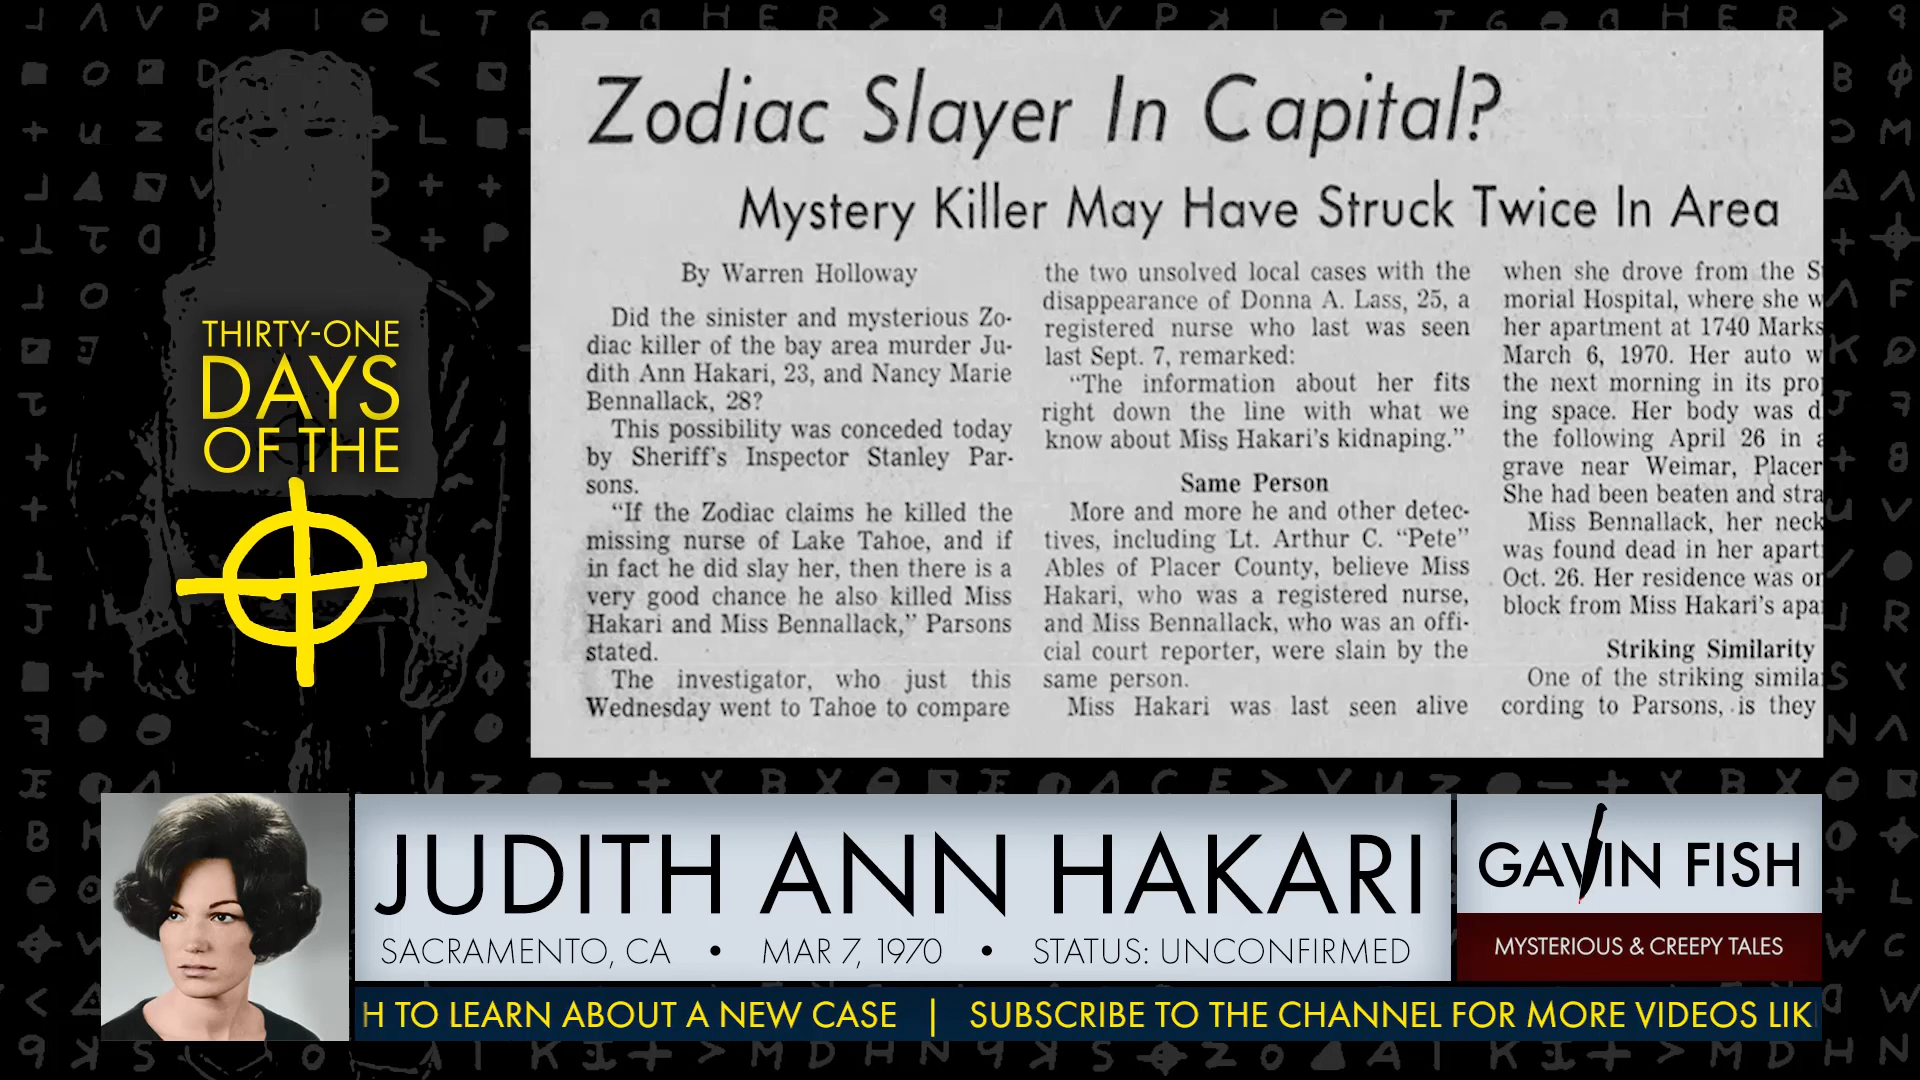 THIRTY-ONE
DAYS
OF THE
Zodiac Slayer In Capital?
Mystery Killer May Have Struck Twice In Area
By Warren Holloway
Did the sinister and mysterious Zo-
diac killer of the bay area murder Ju-
dith Ann Hakari, 23, and Nancy Marie
Bennallack, 28?
This possibility was conceded today
by Sheriff's Inspector Stanley Par-
sons.
"If the Zodiac claims he killed the
missing nurse of Lake Tahoe, and if
in fact he did slay her, then there is a
very good chance he also killed Miss
Hakari and Miss Bennallack," Parsons
stated.
The investigator, who just this
Wednesday went to Tahoe to compare
the two unsolved local cases with the
disappearance of Donna A. Lass, 25, a
registered nurse who last was seen
last Sept. 7, remarked:
"The information about her fits
right down the line with what we
know about Miss Hakari's kidnaping."
Same Person
More and more he and other detec-
tives, including Lt. Arthur C. "Pete"
Ables of Placer County, believe Miss
Hakari, who was a registered nurse,
and Miss Bennallack, who was an offi-
cial court reporter, were slain by the
same person.
Miss Hakari was last seen alive
when she drove from the S
morial Hospital, where she w
her apartment at 1740 Marks
March 6, 1970. Her auto w
the next morning in its pro
ing space. Her body was d
the following April 26 in a
grave near Weimar, Placer
She had been beaten and stra
Miss Bennallack, her neck
was found dead in her apart
Oct. 26. Her residence was or
block from Miss Hakari's apa
Striking Similarity
One of the striking simila
cording to Parsons, is they
JUDITH ANN HAKARI
SACRAMENTO, CA • MAR 7, 1970 • STATUS: UNCONFIRMED
GAVIN FISH
MYSTERIOUS & CREEPY TALES
H TO LEARN ABOUT A NEW CASE | SUBSCRIBE TO THE CHANNEL FOR MORE VIDEOS LIK